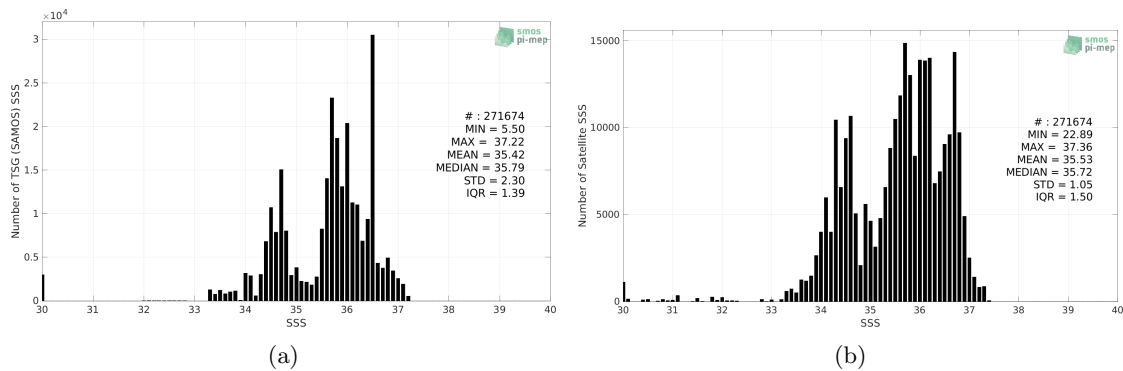 ×10⁴
3
2.5
2
1.5
1
0.5
0
30 31 32 33 34 35 36 37 38 39 40
SSS
Number of TSG (SAMOS) SSS
smos
pi-mep
# : 271674
MIN = 5.50
MAX = 37.22
MEAN = 35.42
MEDIAN = 35.79
STD = 2.30
IQR = 1.39
(a)
15000
10000
5000
0
30 31 32 33 34 35 36 37 38 39 40
SSS
Number of Satellite SSS
smos
pi-mep
# : 271674
MIN = 22.89
MAX = 37.36
MEAN = 35.53
MEDIAN = 35.72
STD = 1.05
IQR = 1.50
(b)